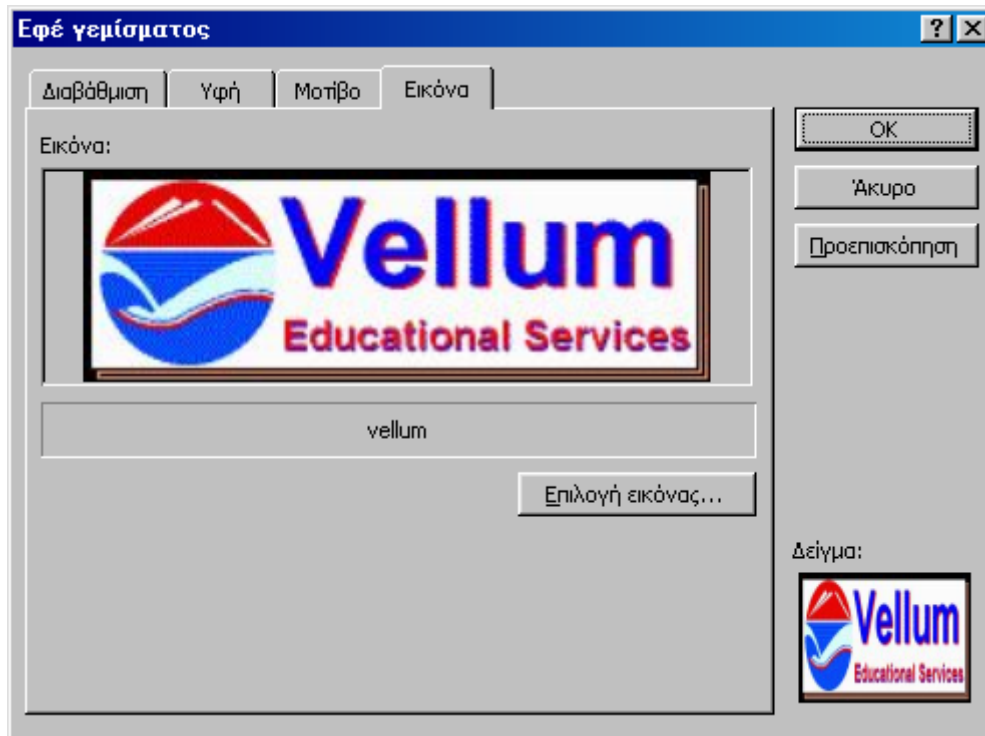 Εφέ γεμίσματος
Διαβάθμιση Υφή Μοτίβο Εικόνα
Εικόνα:
Vellum
Educational Services
vellum
Επιλογή εικόνας...
OK
Άκυρο
Προεπισκόπηση
Δείγμα:
Vellum
Educational Services